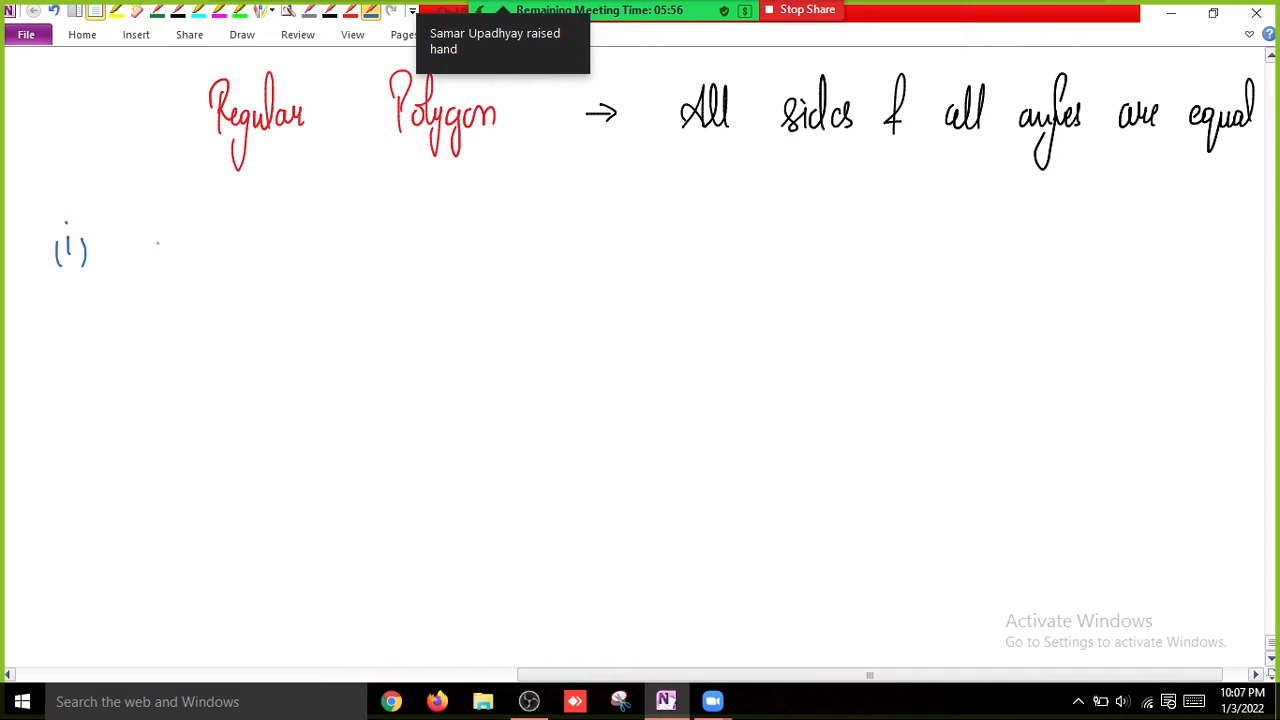 Remaining Meeting Time: 05:56
Stop Share
Samar Upadhyay raised
hand
File Home Insert Share Draw Review View Pages
Regular Polygon → All sides & all angles are equal
(i)
Activate Windows
Go to Settings to activate Windows.
Search the web and Windows
10:07 PM
1/3/2022